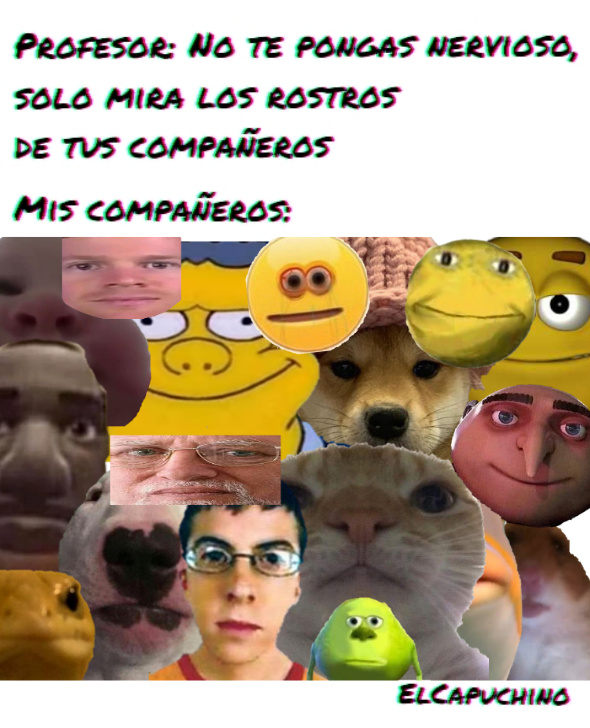 Profesor: No te pongas nervioso,
solo mira los rostros
de tus compañeros
Mis compañeros:
ElCapuchino